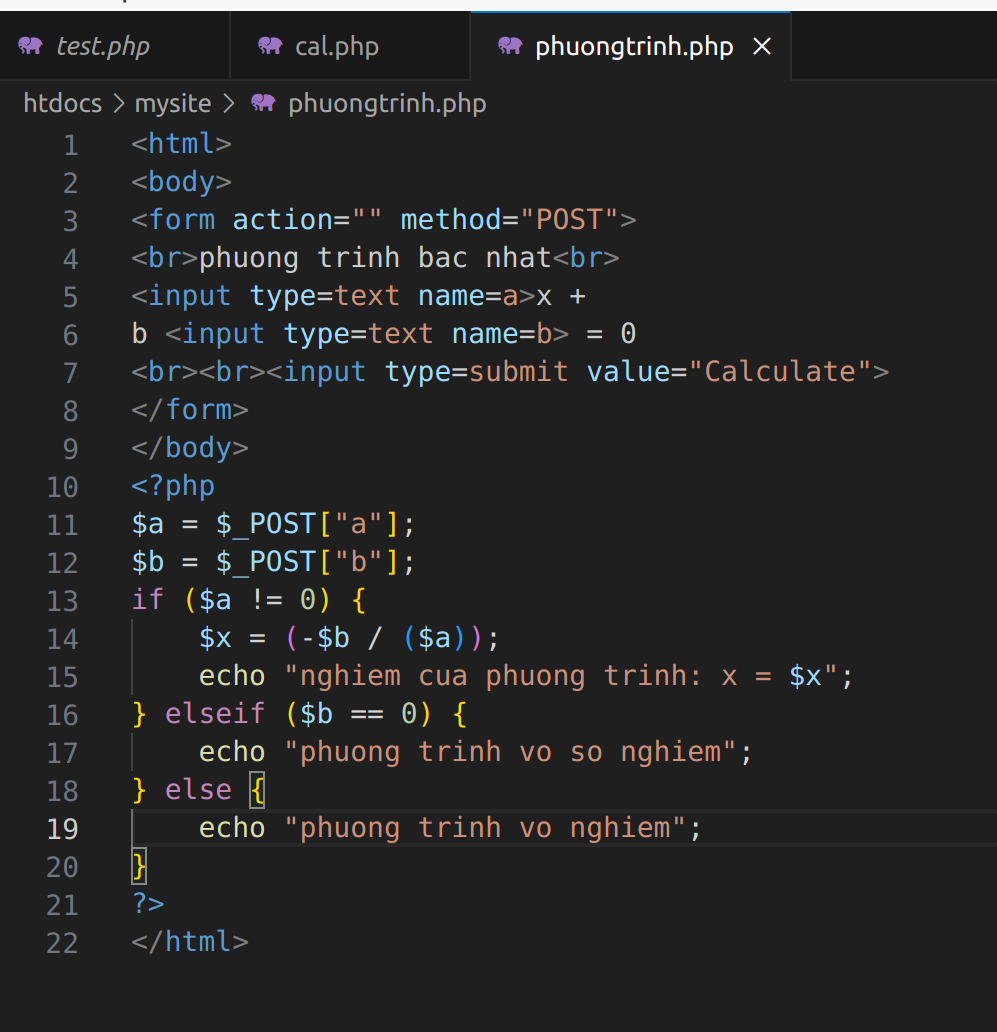 test.php cal.php phuongtrinh.php ×
htdocs > mysite > phuongtrinh.php
1 <html>
2 <body>
3 <form action="" method="POST">
4 <br>phuong trinh bac nhat<br>
5 <input type=text name=a>x +
6 b <input type=text name=b> = 0
7 <br><br><input type=submit value="Calculate">
8 </form>
9 </body>
10 <?php
11 $a = $_POST["a"];
12 $b = $_POST["b"];
13 if ($a != 0) {
14     $x = (-$b / ($a));
15     echo "nghiem cua phuong trinh: x = $x";
16 } elseif ($b == 0) {
17     echo "phuong trinh vo so nghiem";
18 } else {
19     echo "phuong trinh vo nghiem";
20 }
21 ?>
22 </html>